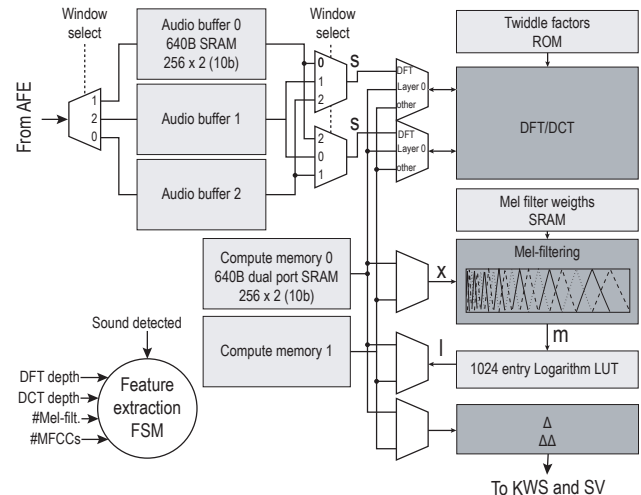 Window
select
From AFE
1
2
0
Audio buffer 0
640B SRAM
256 x 2 (10b)
Audio buffer 1
Audio buffer 2
Window
select
0
1
2
2
0
1
s
s
DFT
Layer 0
other
DFT
Layer 0
other
Twiddle factors
ROM
DFT/DCT
Mel filter weigths
SRAM
Mel-filtering
Compute memory 0
640B dual port SRAM
256 x 2 (10b)
Compute memory 1
x
m
l
1024 entry Logarithm LUT
Δ
ΔΔ
To KWS and SV
Sound detected
DFT depth
DCT depth
#Mel-filt.
#MFCCs
Feature
extraction
FSM